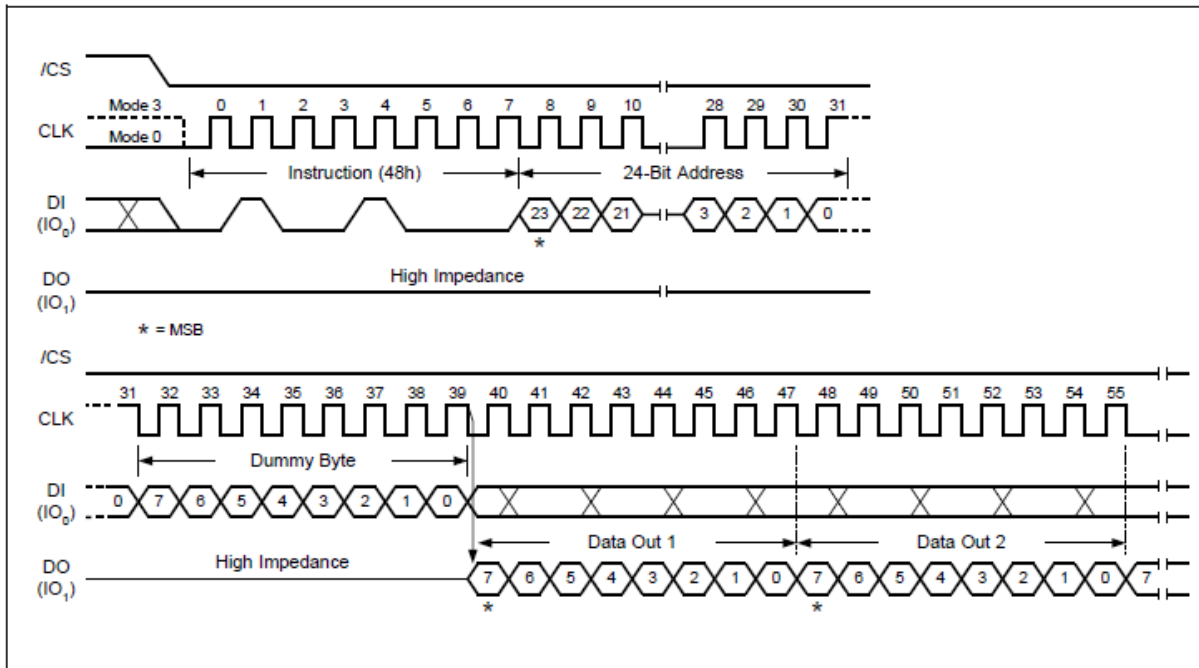 /CS
Mode 3 0 1 2 3 4 5 6 7 8 9 10 28 29 30 31
CLK
Mode 0
Instruction (48h) 24-Bit Address
DI
(IO0)
23 22 21 3 2 1 0
*
High Impedance
DO
(IO1)
* = MSB
/CS
31 32 33 34 35 36 37 38 39 40 41 42 43 44 45 46 47 48 49 50 51 52 53 54 55
CLK
Dummy Byte
DI
(IO0)
0 7 6 5 4 3 2 1 0
Data Out 1 Data Out 2
High Impedance
DO
(IO1)
7 6 5 4 3 2 1 0 7 6 5 4 3 2 1 0 7
* *